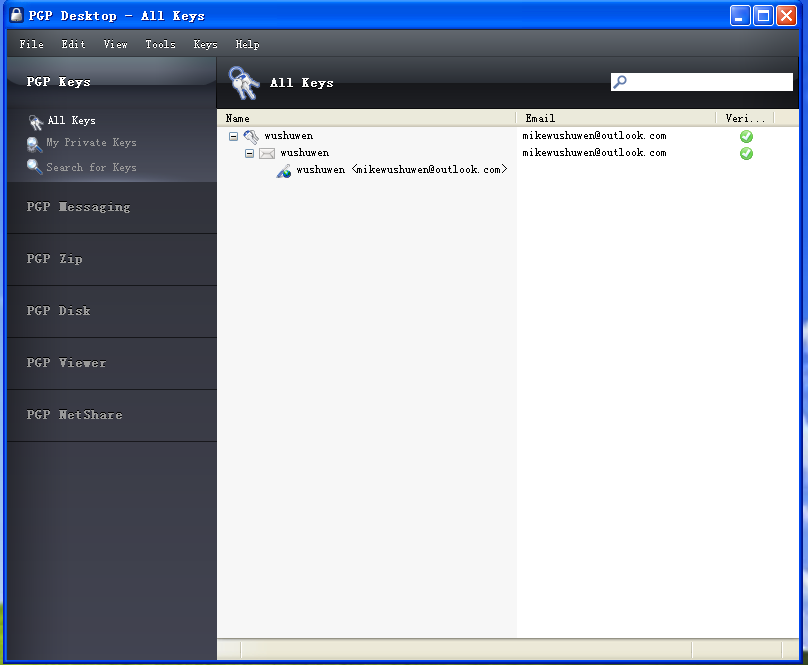 PGP Desktop - All Keys
File Edit View Tools Keys Help
PGP Keys
All Keys
My Private Keys
Search for Keys
PGP Messaging
PGP Zip
PGP Disk
PGP Viewer
PGP NetShare
All Keys
Name Email Veri...
wushuwen mikewushuwen@outlook.com
wushuwen mikewushuwen@outlook.com
wushuwen <mikewushuwen@outlook.com>